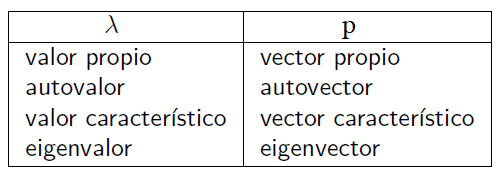 λ p
valor propio vector propio
autovalor autovector
valor característico vector característico
eigenvalor eigenvector